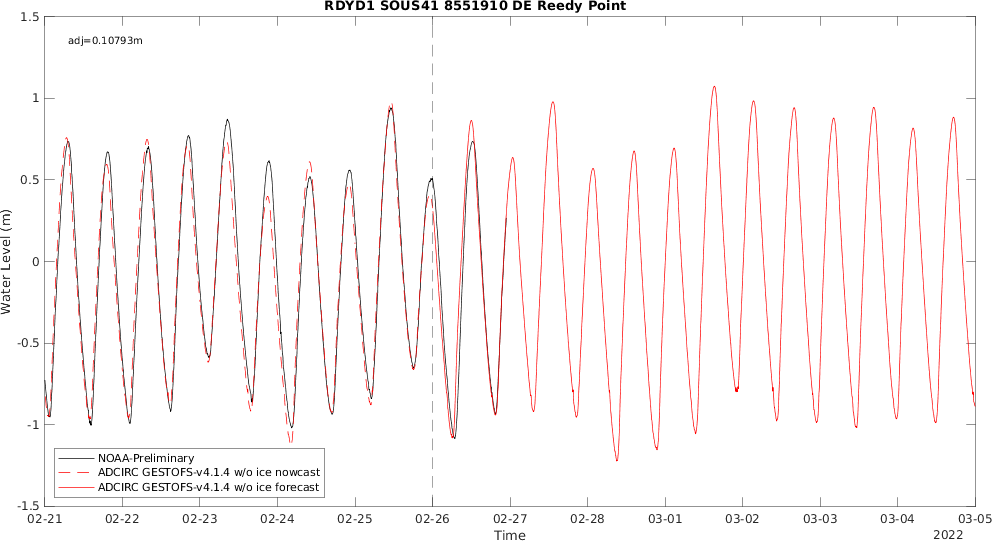 RDYD1 SOUS41 8551910 DE Reedy Point
adj=0.10793m
1.5
1
0.5
0
-0.5
-1
-1.5
Water Level (m)
NOAA-Preliminary
ADCIRC GESTOFS-v4.1.4 w/o ice nowcast
ADCIRC GESTOFS-v4.1.4 w/o ice forecast
02-21 02-22 02-23 02-24 02-25 02-26 02-27 02-28 03-01 03-02 03-03 03-04 03-05
Time
2022